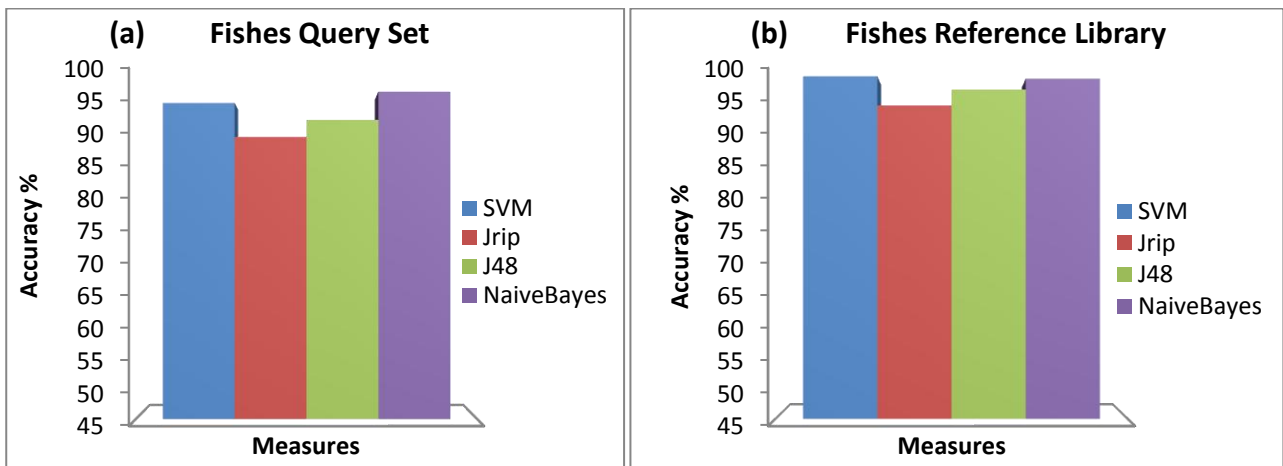 (a) Fishes Query Set
100
95
90
85
80
75
70
65
60
55
50
45
Accuracy %
SVM
Jrip
J48
NaiveBayes
Measures
(b) Fishes Reference Library
100
95
90
85
80
75
70
65
60
55
50
45
Accuracy %
SVM
Jrip
J48
NaiveBayes
Measures